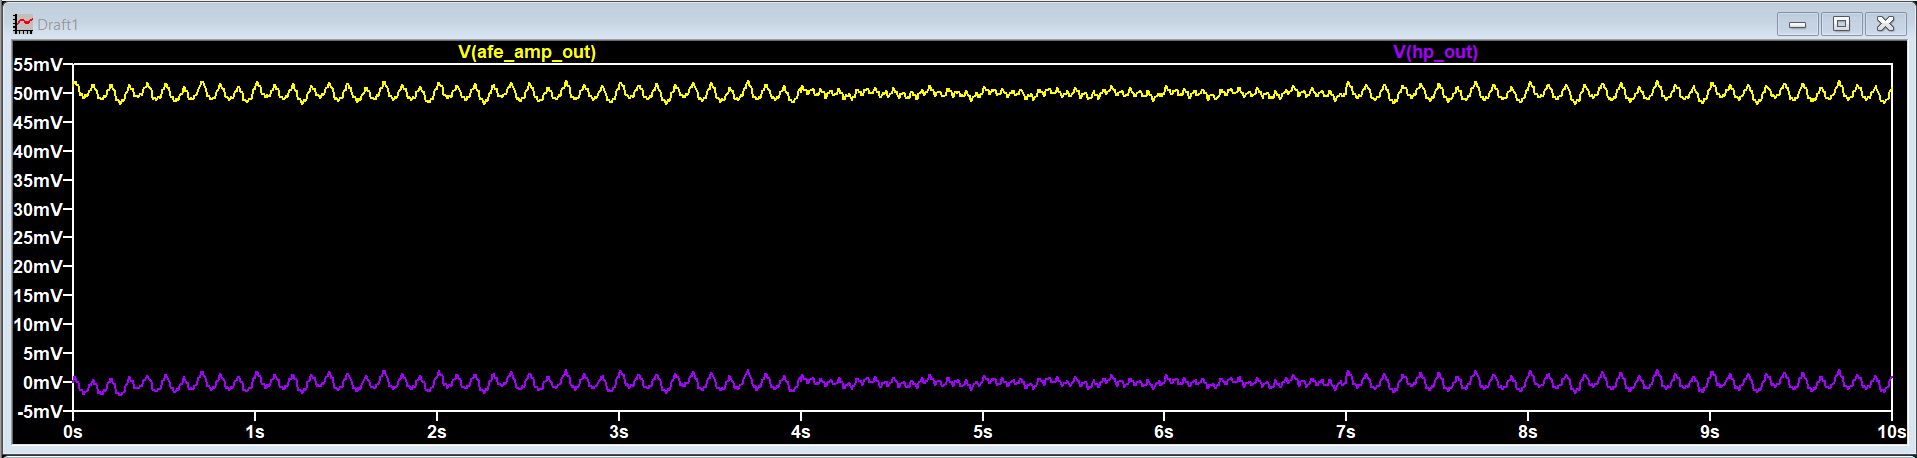 Draft1
V(afe_amp_out) V(hp_out)
55mV
50mV
45mV
40mV
35mV
30mV
25mV
20mV
15mV
10mV
5mV
0mV
-5mV
0s 1s 2s 3s 4s 5s 6s 7s 8s 9s 10s